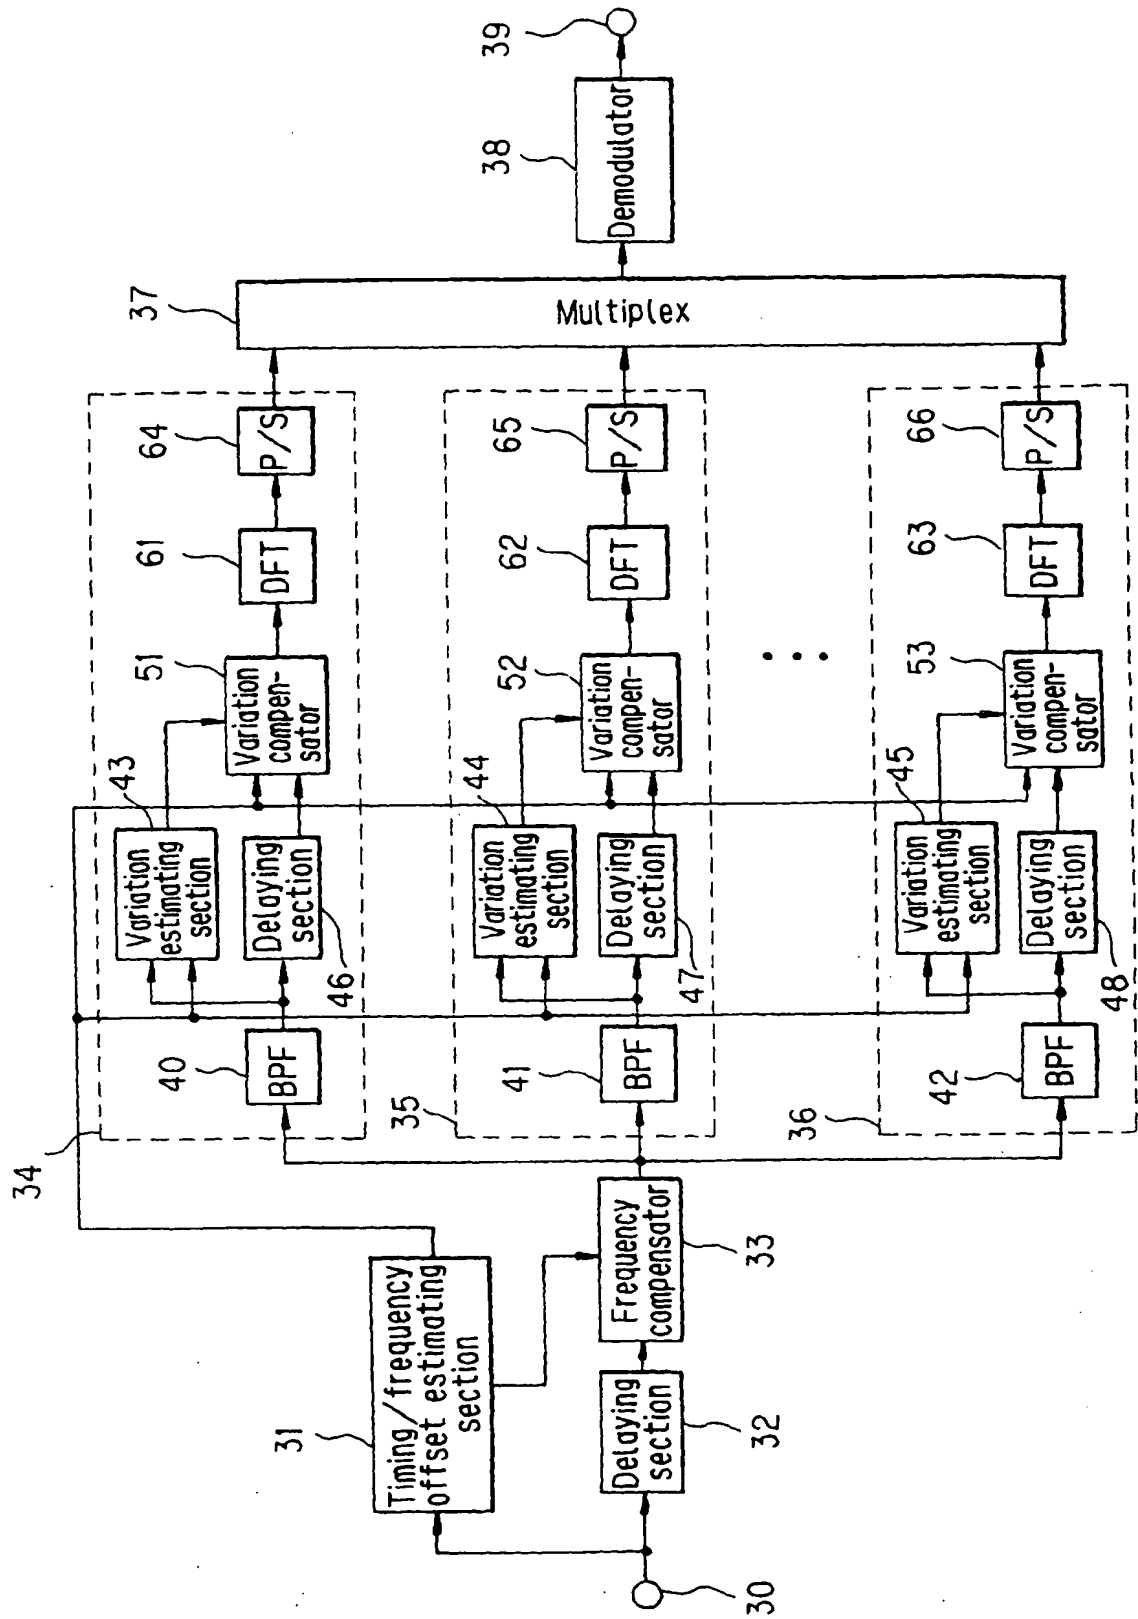 30
31
Timing/frequency
offset estimating
section
Delaying
section
32
Frequency
compensator
33
34
40
BPF
43
Variation
estimating
section
Delaying
section
46
51
Variation
compen-
sator
61
DFT
64
P/S
35
41
BPF
44
Variation
estimating
section
Delaying
section
47
52
Variation
compen-
sator
62
DFT
65
P/S
36
42
BPF
45
Variation
estimating
section
Delaying
section
48
53
Variation
compen-
sator
63
DFT
66
P/S
37
Multiplex
38
Demodulator
39